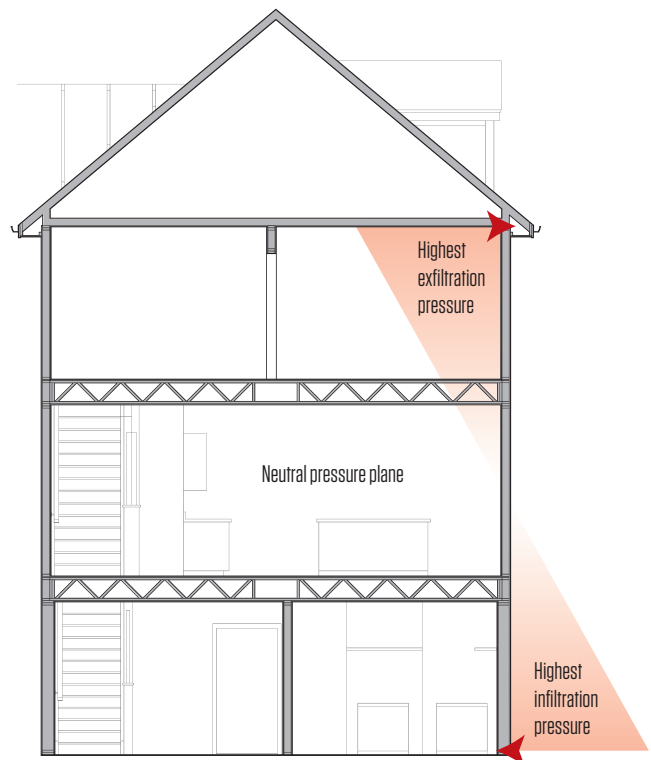 Highest
exfiltration
pressure
Neutral pressure plane
Highest
infiltration
pressure